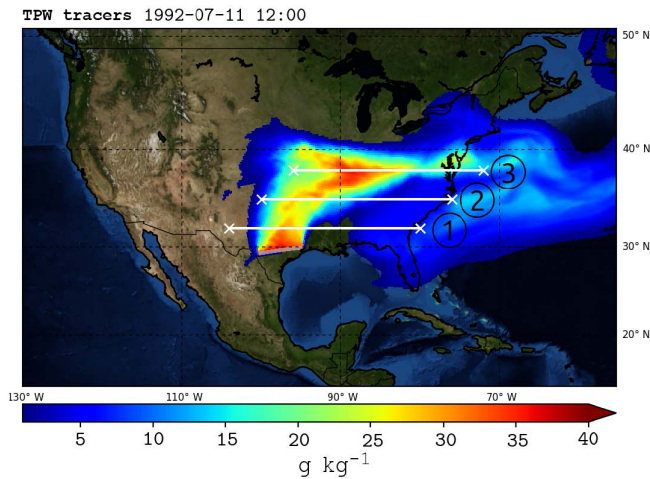 TPW tracers 1992-07-11 12:00
50° N
40° N
③
②
①
30° N
20° N
130° W 110° W 90° W 70° W
5 10 15 20 25 30 35 40
g kg⁻¹